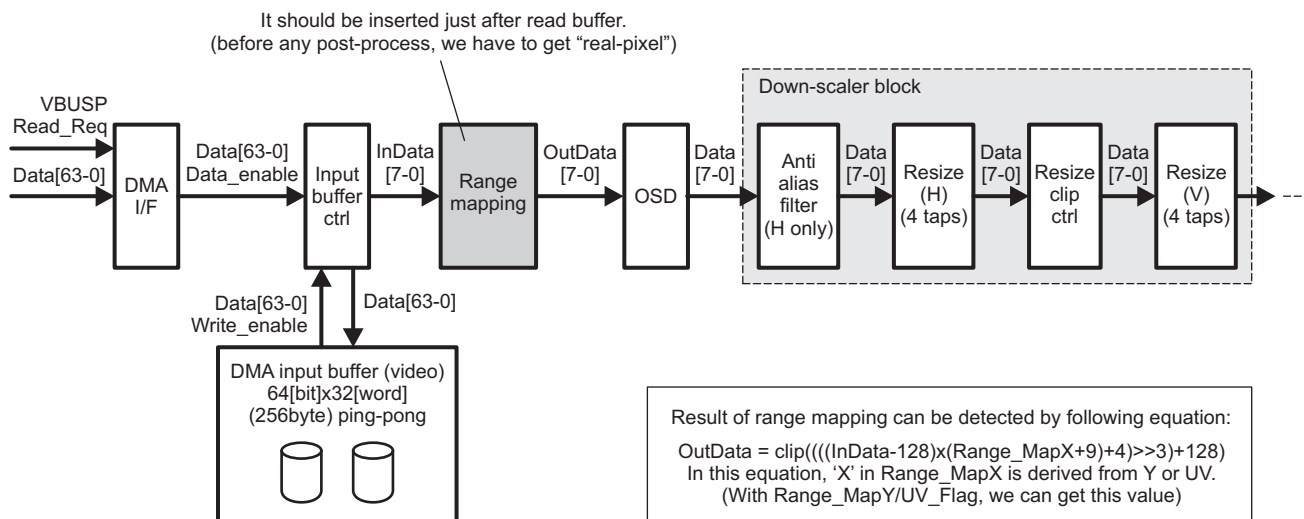 It should be inserted just after read buffer.
(before any post-process, we have to get “real-pixel”)
Down-scaler block
VBUSP
Read_Req
Data[63-0]
DMA
I/F
Data[63-0]
Data_enable
Input
buffer
ctrl
InData
[7-0]
Range
mapping
OutData
[7-0]
OSD
Data
[7-0]
Anti
alias
filter
(H only)
Data
[7-0]
Resize
(H)
(4 taps)
Data
[7-0]
Resize
clip
ctrl
Data
[7-0]
Resize
(V)
(4 taps)
Data[63-0]
Write_enable
Data[63-0]
DMA input buffer (video)
64[bit]x32[word]
(256byte) ping-pong
Result of range mapping can be detected by following equation:
OutData = clip((((InData-128)x(Range_MapX+9)+4)>>3)+128)
In this equation, ‘X’ in Range_MapX is derived from Y or UV.
(With Range_MapY/UV_Flag, we can get this value)